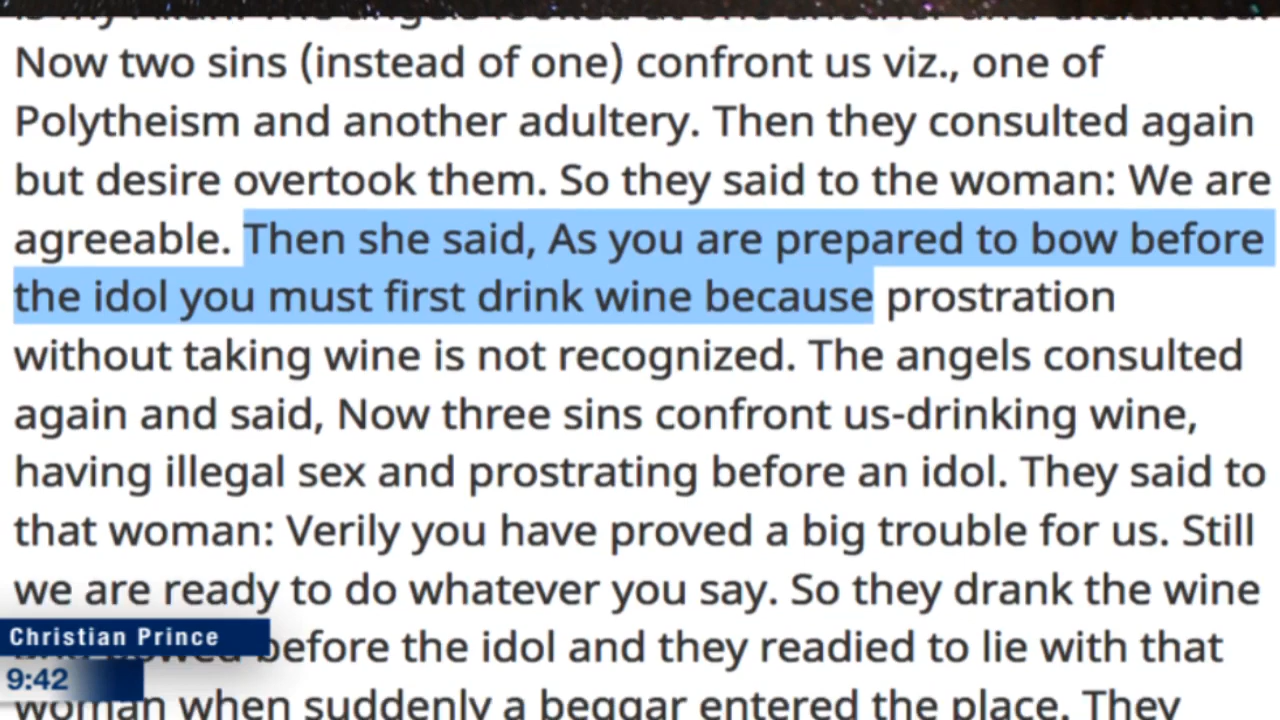 Now two sins (instead of one) confront us viz., one of
Polytheism and another adultery. Then they consulted again
but desire overtook them. So they said to the woman: We are
agreeable. Then she said, As you are prepared to bow before
the idol you must first drink wine because prostration
without taking wine is not recognized. The angels consulted
again and said, Now three sins confront us-drinking wine,
having illegal sex and prostrating before an idol. They said to
that woman: Verily you have proved a big trouble for us. Still
we are ready to do whatever you say. So they drank the wine
Christian Prince
before the idol and they readied to lie with that
9:42
woman when suddenly a beggar entered the place. They